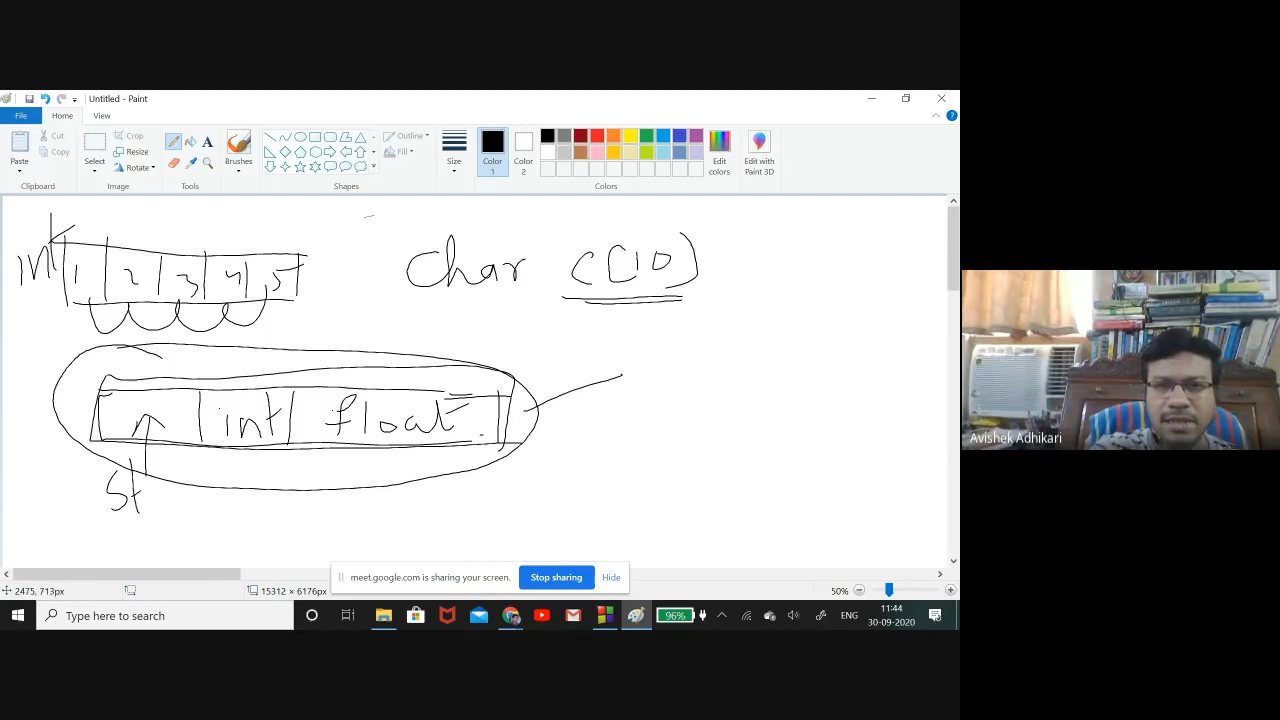 Untitled - Paint
File Home View
Cut
Copy
Paste
Clipboard
Select
Crop
Resize
Rotate
Image
Tools
Brushes
Outline
Fill
Shapes
Size
Color 1
Color 2
Edit colors
Colors
Edit with Paint 3D
int 1 2 3 4 5
char c[10]
int float
st
Avishek Adhikari
meet.google.com is sharing your screen. Stop sharing Hide
2475, 713px
15312 × 6176px
50%
Type here to search
96%
ENG
11:44
30-09-2020